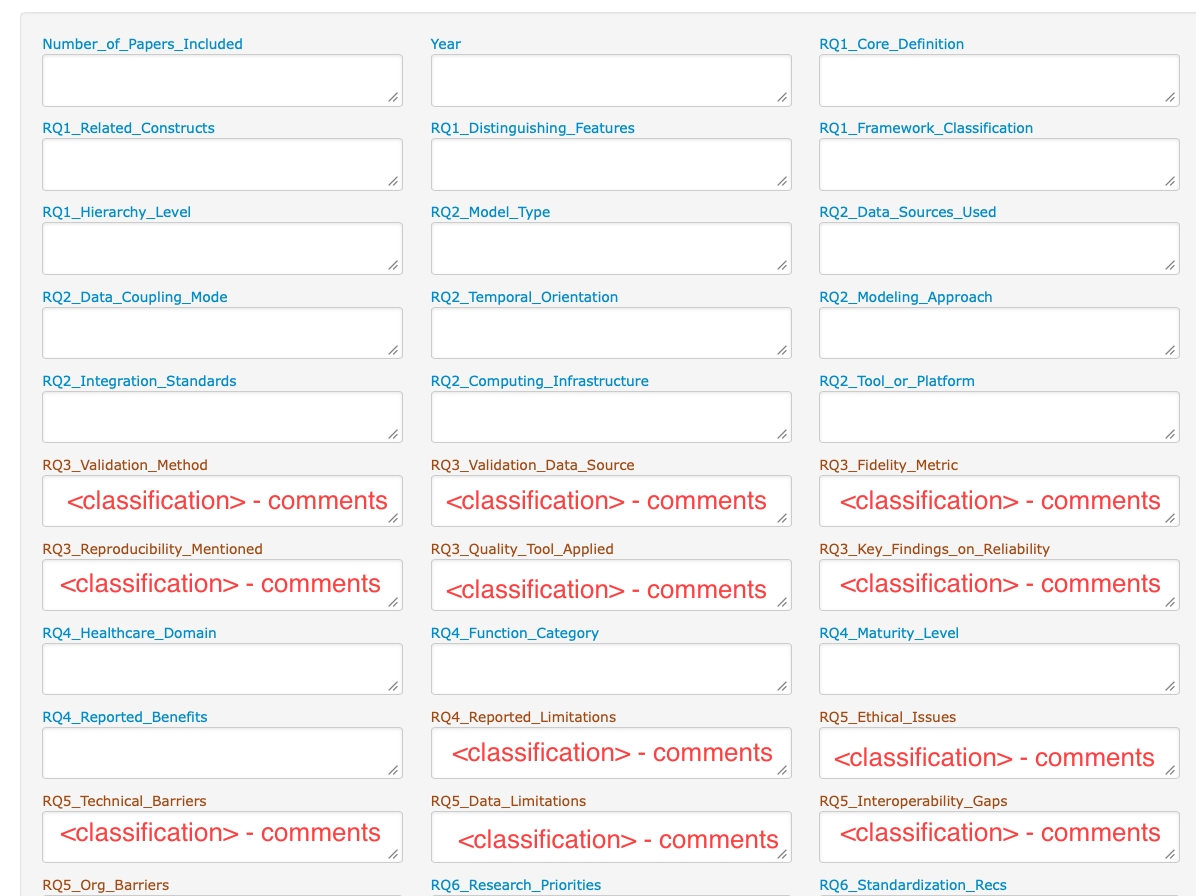 Number_of_Papers_Included Year RQ1_Core_Definition
RQ1_Related_Constructs RQ1_Distinguishing_Features RQ1_Framework_Classification
RQ1_Hierarchy_Level RQ2_Model_Type RQ2_Data_Sources_Used
RQ2_Data_Coupling_Mode RQ2_Temporal_Orientation RQ2_Modeling_Approach
RQ2_Integration_Standards RQ2_Computing_Infrastructure RQ2_Tool_or_Platform
RQ3_Validation_Method RQ3_Validation_Data_Source RQ3_Fidelity_Metric
<classification> - comments <classification> - comments <classification> - comments
RQ3_Reproducibility_Mentioned RQ3_Quality_Tool_Applied RQ3_Key_Findings_on_Reliability
<classification> - comments <classification> - comments <classification> - comments
RQ4_Healthcare_Domain RQ4_Function_Category RQ4_Maturity_Level
RQ4_Reported_Benefits RQ4_Reported_Limitations RQ5_Ethical_Issues
<classification> - comments <classification> - comments
RQ5_Technical_Barriers RQ5_Data_Limitations RQ5_Interoperability_Gaps
<classification> - comments <classification> - comments <classification> - comments
RQ5_Org_Barriers RQ6_Research_Priorities RQ6_Standardization_Recs